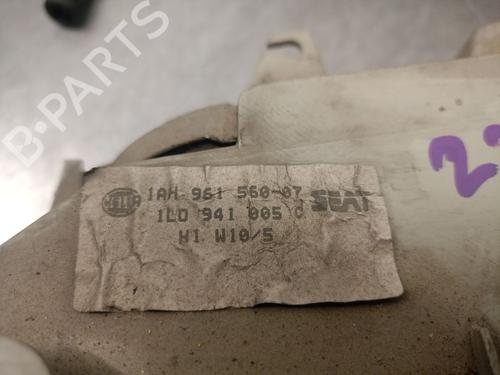 B-PARTS
HELLA
1AH 961 560-07
SEAT
1L0 941 005 C
H1 W10/5